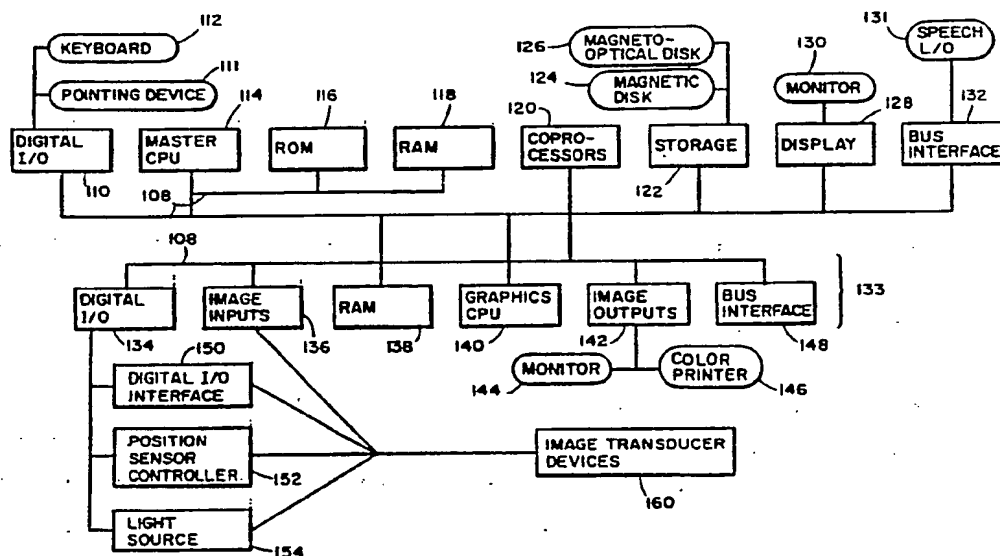 112
KEYBOARD
111
POINTING DEVICE
114
116
118
126
MAGNETO-
OPTICAL DISK
124
MAGNETIC
DISK
120
130
MONITOR
128
131
SPEECH
L/O
132
DIGITAL
I/O
110
MASTER
CPU
ROM
RAM
COPRO-
CESSORS
STORAGE
122
DISPLAY
BUS
INTERFACE
108
108
DIGITAL
I/O
134
IMAGE
INPUTS
136
RAM
138
GRAPHICS
CPU
140
IMAGE
OUTPUTS
142
BUS
INTERFACE
148
133
150
DIGITAL I/O
INTERFACE
144
MONITOR
COLOR
PRINTER
146
POSITION
SENSOR
CONTROLLER
152
IMAGE TRANSDUCER
DEVICES
160
LIGHT
SOURCE
154